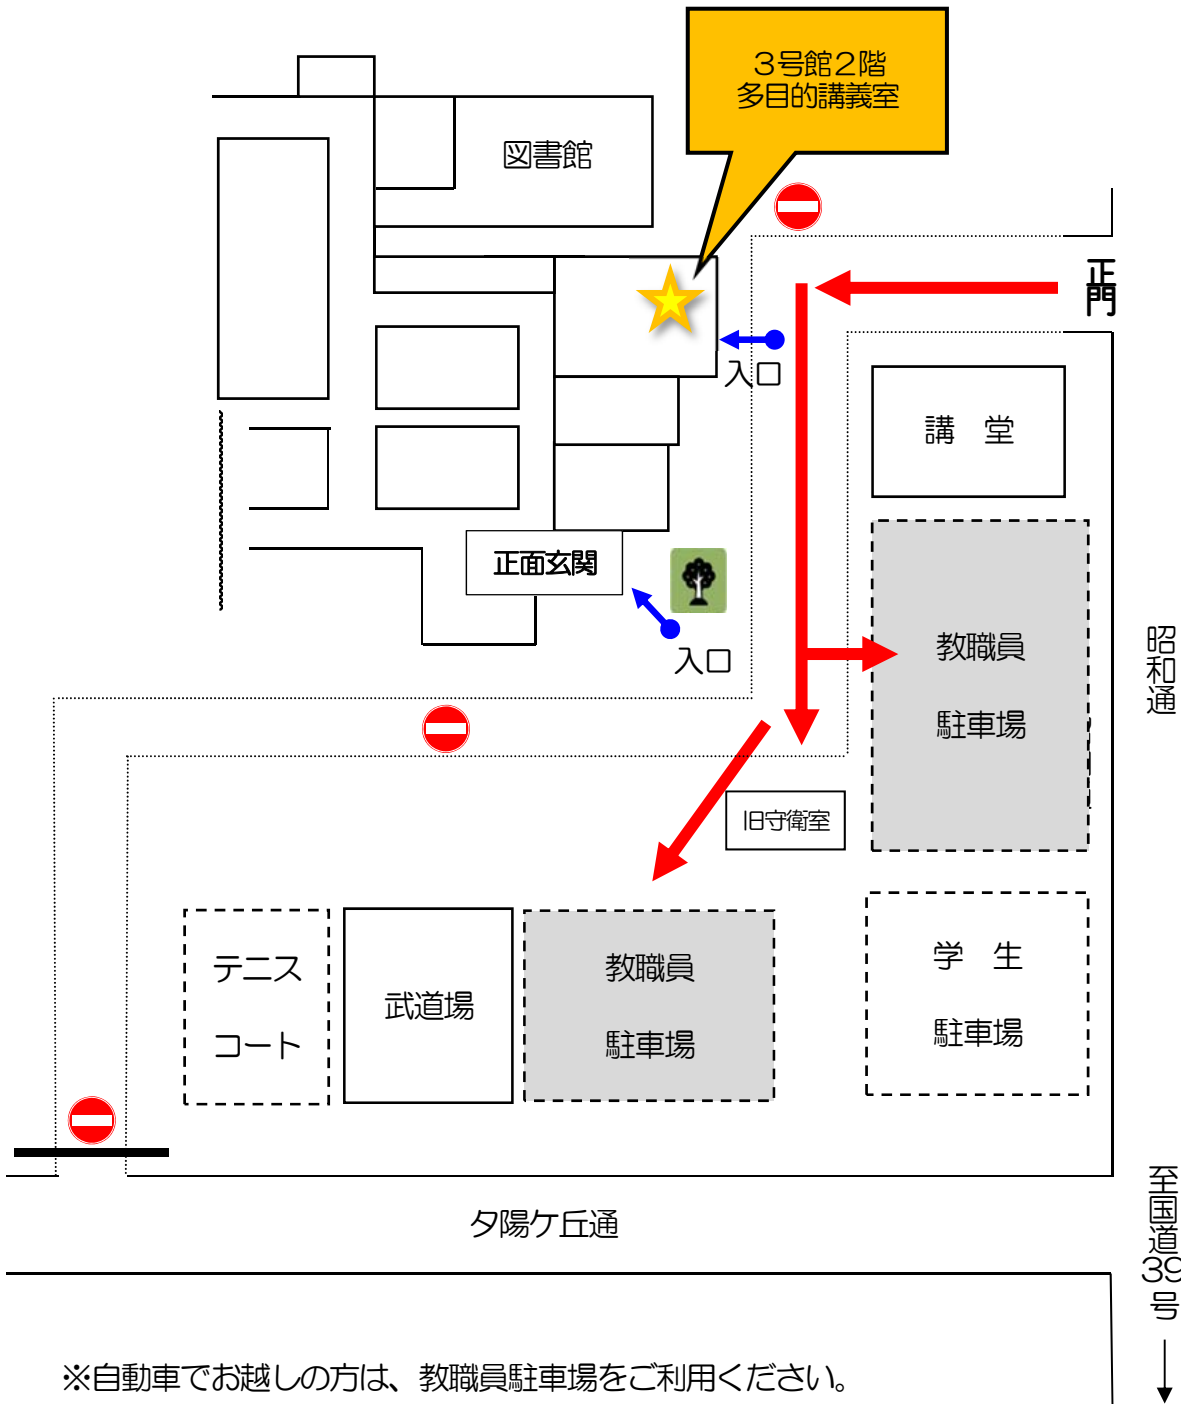 3号館2階
多目的講義室
図書館
正門
入口
講 堂
正面玄関
入口
教職員
駐車場
昭和通
旧守衛室
テニス
コート
武道場
教職員
駐車場
学 生
駐車場
夕陽ケ丘通
至国道39号
※自動車でお越しの方は、教職員駐車場をご利用ください。